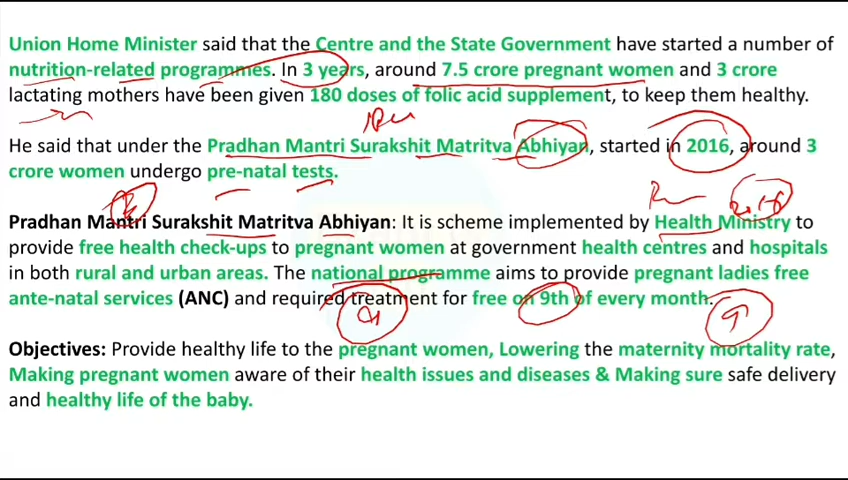 Union Home Minister said that the Centre and the State Government have started a number of
nutrition-related programmes. In 3 years, around 7.5 crore pregnant women and 3 crore
lactating mothers have been given 180 doses of folic acid supplement, to keep them healthy.
He said that under the Pradhan Mantri Surakshit Matritva Abhiyan, started in 2016, around 3
crore women undergo pre-natal tests.
Pradhan Mantri Surakshit Matritva Abhiyan: It is scheme implemented by Health Ministry to
provide free health check-ups to pregnant women at government health centres and hospitals
in both rural and urban areas. The national programme aims to provide pregnant ladies free
ante-natal services (ANC) and required treatment for free on 9th of every month.
9
Objectives: Provide healthy life to the pregnant women, Lowering the maternity mortality rate,
Making pregnant women aware of their health issues and diseases & Making sure safe delivery
and healthy life of the baby.